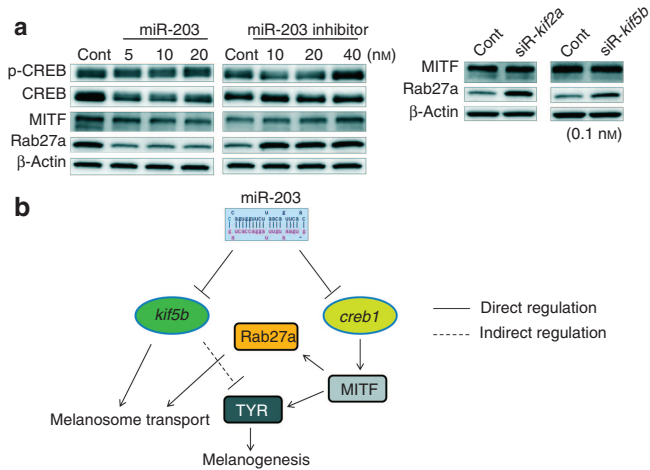 a
miR-203
miR-203 inhibitor
Cont 5 10 20
Cont 10 20 40 (nM)
p-CREB
CREB
MITF
Rab27a
β-Actin
Cont siR-kif2a
Cont siR-kif5b
MITF
Rab27a
β-Actin
(0.1 nM)
b
miR-203
kif5b
creb1
Rab27a
MITF
TYR
Melanosome transport
Melanogenesis
Direct regulation
Indirect regulation